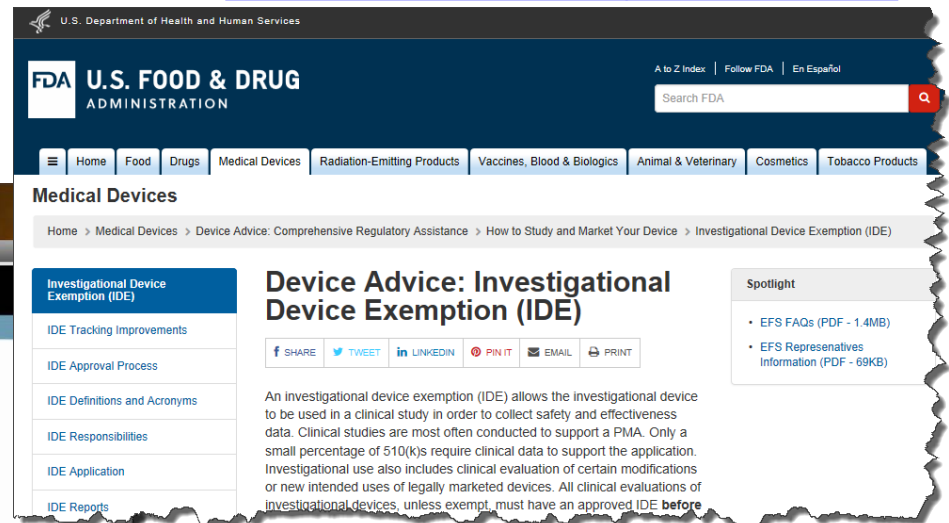 U.S. Department of Health and Human Services
FDA U.S. FOOD & DRUG
ADMINISTRATION
A to Z Index | Follow FDA | En Español
Search FDA
☰ Home Food Drugs Medical Devices Radiation-Emitting Products Vaccines, Blood & Biologics Animal & Veterinary Cosmetics Tobacco Products
Medical Devices
Home > Medical Devices > Device Advice: Comprehensive Regulatory Assistance > How to Study and Market Your Device > Investigational Device Exemption (IDE)
Investigational Device
Exemption (IDE)
IDE Tracking Improvements
IDE Approval Process
IDE Definitions and Acronyms
IDE Responsibilities
IDE Application
IDE Reports
Device Advice: Investigational
Device Exemption (IDE)
f SHARE TWEET in LINKEDIN PIN IT EMAIL PRINT
An investigational device exemption (IDE) allows the investigational device
to be used in a clinical study in order to collect safety and effectiveness
data. Clinical studies are most often conducted to support a PMA. Only a
small percentage of 510(k)s require clinical data to support the application.
Investigational use also includes clinical evaluation of certain modifications
or new intended uses of legally marketed devices. All clinical evaluations of
investigational devices, unless exempt, must have an approved IDE before
Spotlight
• EFS FAQs (PDF - 1.4MB)
• EFS Represenatives
Information (PDF - 69KB)